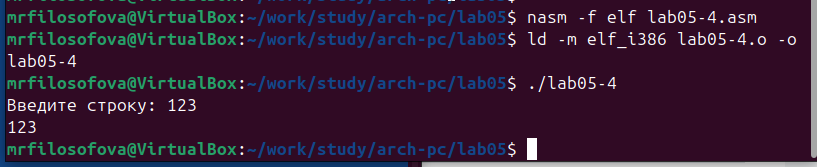 mrfilosofova@VirtualBox:~/work/study/arch-pc/lab05$ nasm -f elf lab05-4.asm
mrfilosofova@VirtualBox:~/work/study/arch-pc/lab05$ ld -m elf_i386 lab05-4.o -o
lab05-4
mrfilosofova@VirtualBox:~/work/study/arch-pc/lab05$ ./lab05-4
Введите строку: 123
123
mrfilosofova@VirtualBox:~/work/study/arch-pc/lab05$